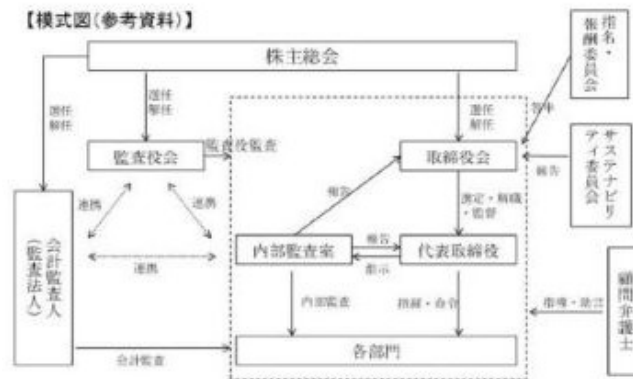 【模式図(参考資料)】
株主総会
指名・
報酬委員会
選任
解任
選任
解任
選任
解任
答申
監査役会
監査役監査
取締役会
サステナビリ
ティ委員会
報告
報告
連携
連携
選定・解職
・監督
会計監査人
(監査法人)
連携
内部監査室
報告
指示
代表取締役
内部監査
指揮・命令
指導・助言
顧問弁護士
会計監査
各部門